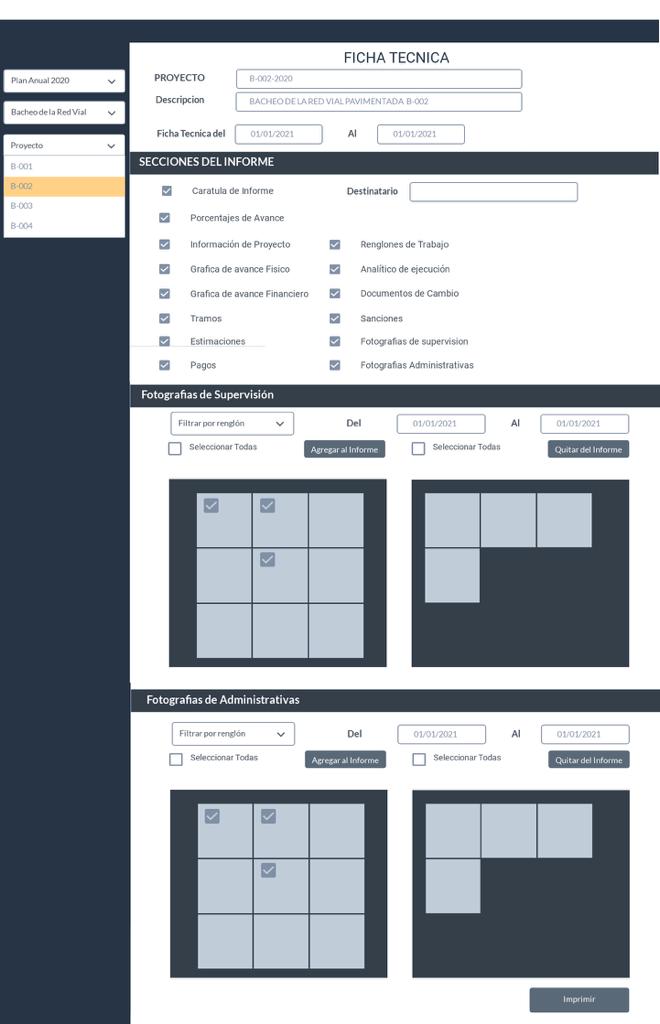 FICHA TECNICA
Plan Anual 2020
PROYECTO B-002-2020
Bacheo de la Red Vial
Descripcion BACHEO DE LA RED VIAL PAVIMENTADA B-002
Ficha Tecnica del 01/01/2021 Al 01/01/2021
Proyecto
B-001
B-002
B-003
B-004
SECCIONES DEL INFORME
Caratula de Informe Destinatario
Porcentajes de Avance
Información de Proyecto Renglones de Trabajo
Grafica de avance Fisico Analítico de ejecución
Grafica de avance Financiero Documentos de Cambio
Tramos Sanciones
Estimaciones Fotografias de supervision
Pagos Fotografias Administrativas
Fotografias de Supervisión
Filtrar por renglón Del 01/01/2021 Al 01/01/2021
Seleccionar Todas Agregar al Informe Seleccionar Todas Quitar del Informe
Fotografias de Administrativas
Filtrar por renglón Del 01/01/2021 Al 01/01/2021
Seleccionar Todas Agregar al Informe Seleccionar Todas Quitar del Informe
Imprimir